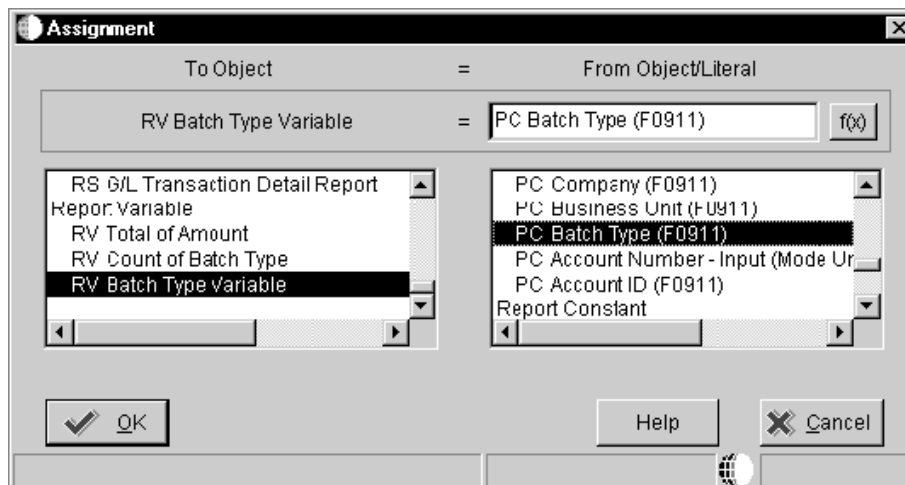 Assignment
To Object = From Object/Literal
RV Batch Type Variable = PC Batch Type (F0911) f(x)
RS G/L Transaction Detail Report
Report Variable
RV Total of Amount
RV Count of Batch Type
RV Batch Type Variable
PC Company (F0911)
PC Business Unit (F0911)
PC Batch Type (F0911)
PC Account Number - Input (Mode Ur
PC Account ID (F0911)
Report Constant
OK Help Cancel